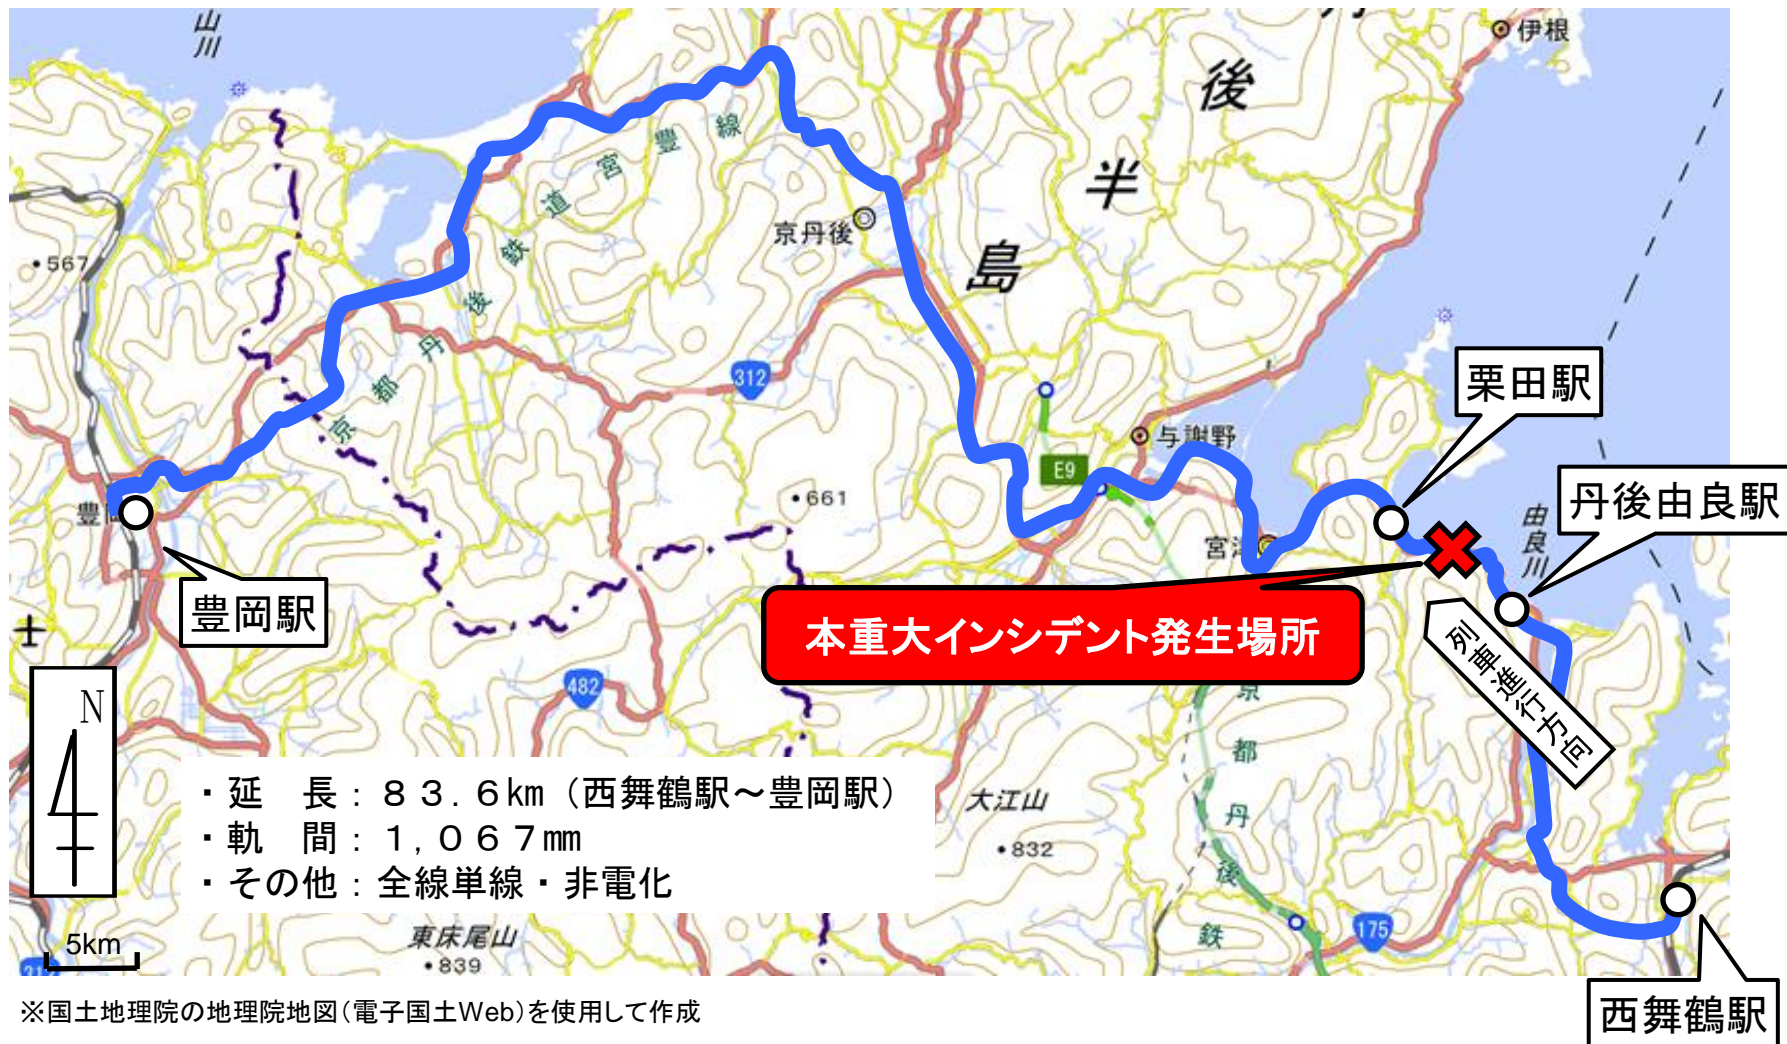 山川
伊根
後
半
島
京都丹後鉄道宮豊線
京丹後
567
312
栗田駅
与謝野
E9
661
丹後由良駅
由良川
豊岡
宮津
豊岡駅
本重大インシデント発生場所
列車進行方向
482
N
京都丹後鉄
・延　長：８３.６km（西舞鶴駅～豊岡駅）
・軌　間：１,０６７mm
・その他：全線単線・非電化
大江山
832
175
東床尾山
839
5km
西舞鶴駅
※国土地理院の地理院地図(電子国土Web)を使用して作成